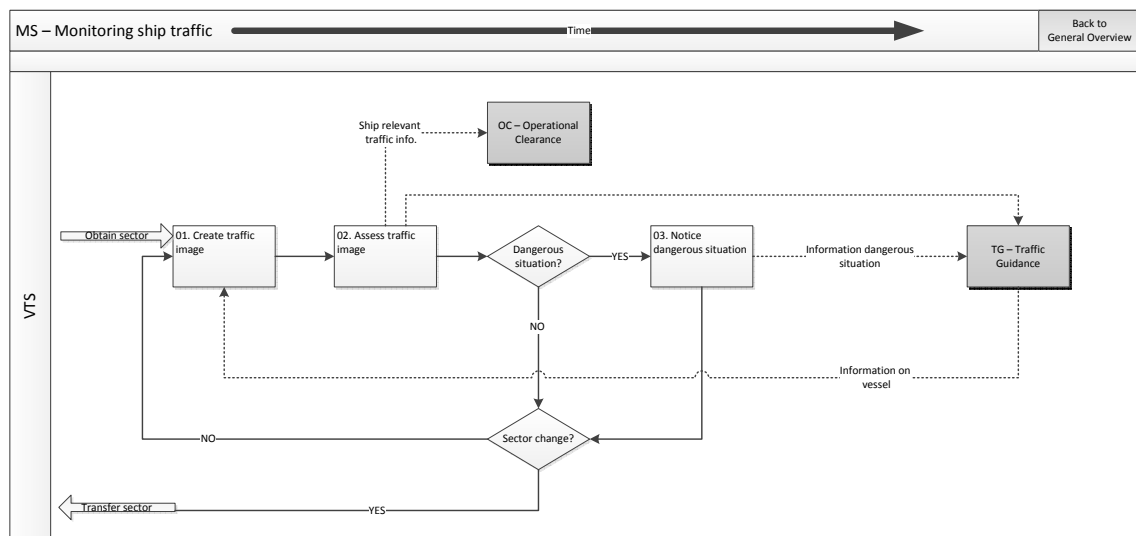 MS – Monitoring ship traffic
Time
Back to
General Overview
VTS
Ship relevant
traffic info.
OC – Operational
Clearance
Obtain sector
01. Create traffic
image
02. Assess traffic
image
Dangerous
situation?
YES
03. Notice
dangerous situation
Information dangerous
situation
TG – Traffic
Guidance
NO
Information on
vessel
Sector change?
NO
YES
Transfer sector